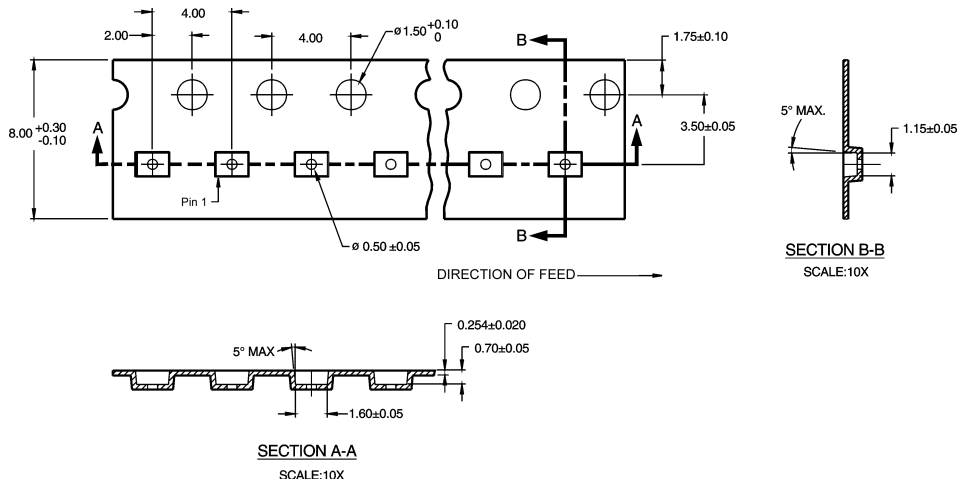 4.00
2.00
4.00
ø 1.50 +0.10
0
B
1.75±0.10
A
8.00 +0.30
-0.10
A
3.50±0.05
5° MAX.
1.15±0.05
Pin 1
B
ø 0.50 ±0.05
SECTION B-B
SCALE:10X
DIRECTION OF FEED
0.254±0.020
5° MAX
0.70±0.05
1.60±0.05
SECTION A-A
SCALE:10X